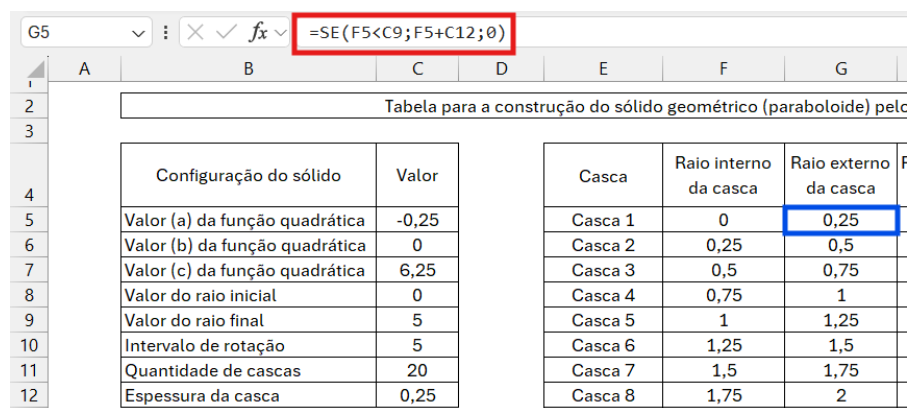 G5 fx =SE(F5<C9;F5+C12;0)
A B C D E F G
2 Tabela para a construção do sólido geométrico (paraboloide) pelo
3
4 Configuração do sólido Valor Casca Raio interno da casca Raio externo da casca
5 Valor (a) da função quadrática -0,25 Casca 1 0 0,25
6 Valor (b) da função quadrática 0 Casca 2 0,25 0,5
7 Valor (c) da função quadrática 6,25 Casca 3 0,5 0,75
8 Valor do raio inicial 0 Casca 4 0,75 1
9 Valor do raio final 5 Casca 5 1 1,25
10 Intervalo de rotação 5 Casca 6 1,25 1,5
11 Quantidade de cascas 20 Casca 7 1,5 1,75
12 Espessura da casca 0,25 Casca 8 1,75 2